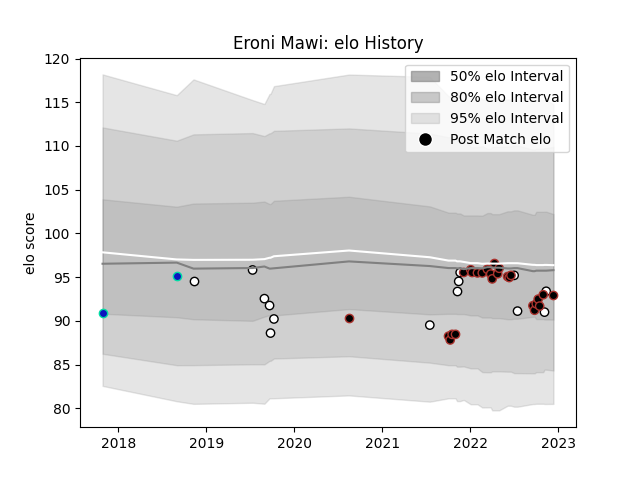 Eroni Mawi: elo History
120
115
110
105
100
95
90
85
80
elo score
50% elo Interval
80% elo Interval
95% elo Interval
Post Match elo
2018 2019 2020 2021 2022 2023